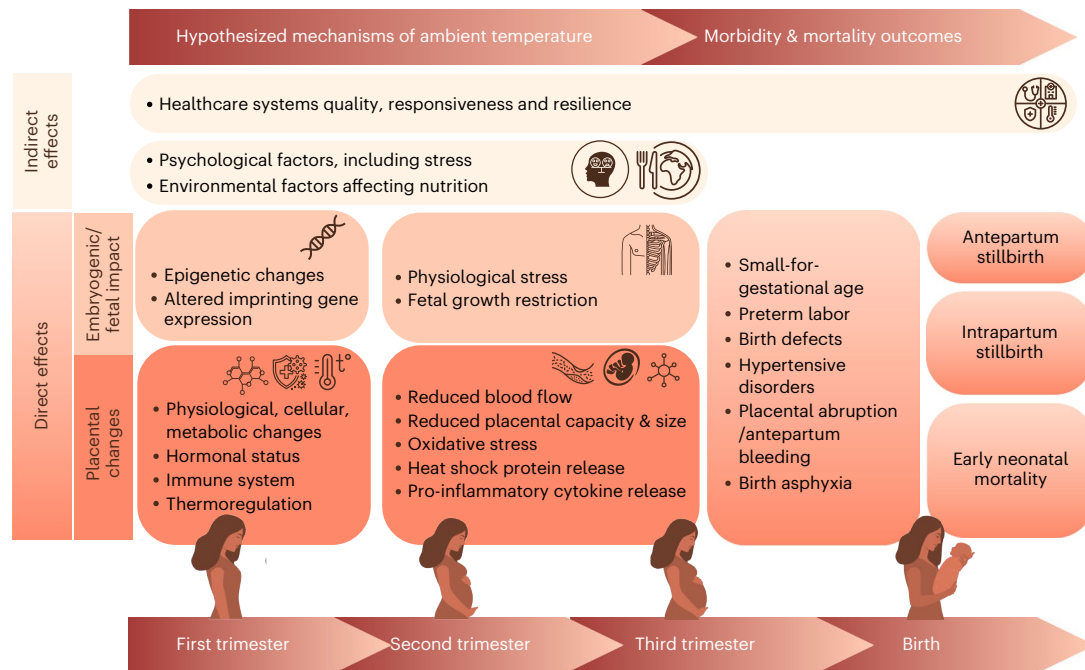 Hypothesized mechanisms of ambient temperature
Morbidity & mortality outcomes
Indirect
effects
• Healthcare systems quality, responsiveness and resilience
• Psychological factors, including stress
• Environmental factors affecting nutrition
Direct effects
Embryogenic/
fetal impact
• Epigenetic changes
• Altered imprinting gene
expression
• Physiological stress
• Fetal growth restriction
Placental
changes
t°
• Physiological, cellular,
metabolic changes
• Hormonal status
• Immune system
• Thermoregulation
• Reduced blood flow
• Reduced placental capacity & size
• Oxidative stress
• Heat shock protein release
• Pro-inflammatory cytokine release
• Small-for-
gestational age
• Preterm labor
• Birth defects
• Hypertensive
disorders
• Placental abruption
/antepartum
bleeding
• Birth asphyxia
Antepartum
stillbirth
Intrapartum
stillbirth
Early neonatal
mortality
First trimester
Second trimester
Third trimester
Birth